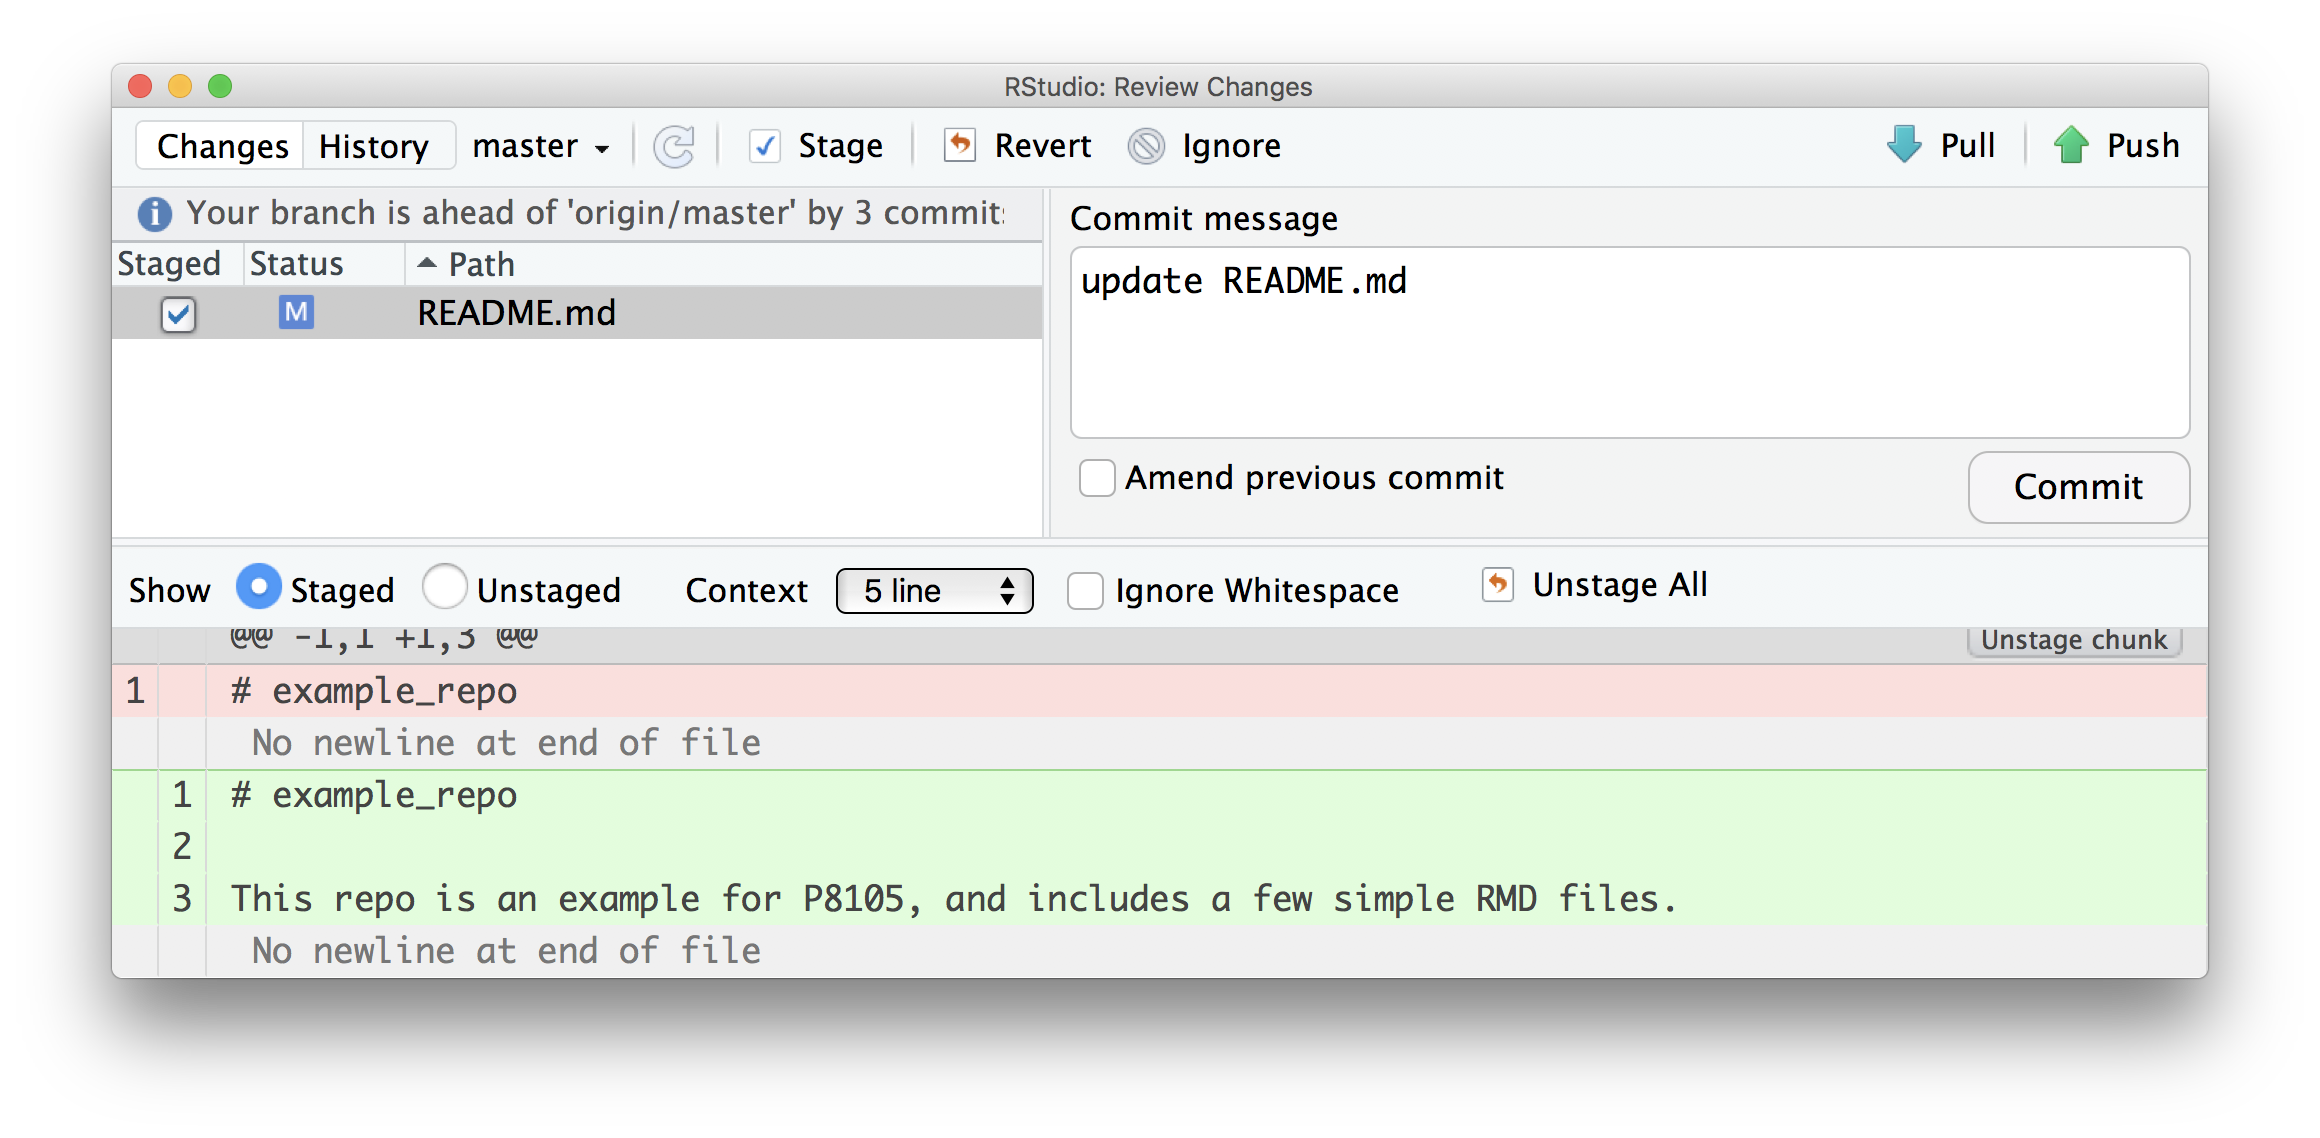 RStudio: Review Changes
Changes History master Stage Revert Ignore Pull Push
Your branch is ahead of 'origin/master' by 3 commits
Commit message
Staged Status Path
update README.md
M README.md
Amend previous commit
Commit
Show Staged Unstaged Context 5 line Ignore Whitespace Unstage All
@@ -1,1 +1,3 @@ Unstage chunk
1 # example_repo
No newline at end of file
1 # example_repo
2
3 This repo is an example for P8105, and includes a few simple RMD files.
No newline at end of file